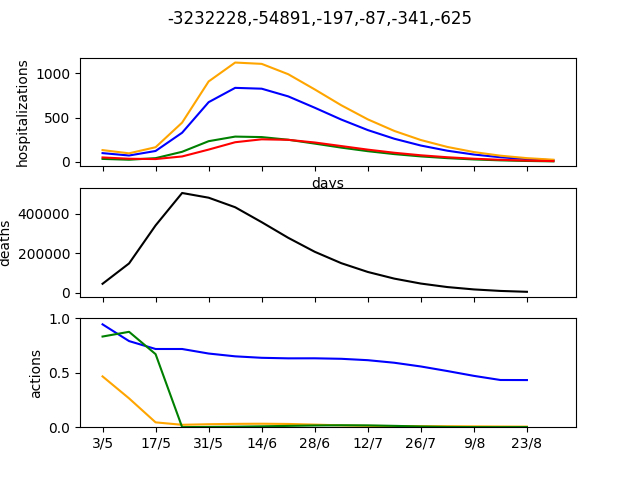 -3232228,-54891,-197,-87,-341,-625
hospitalizations
1000
500
0
days
deaths
400000
200000
0
actions
1.0
0.5
0.0
3/5 17/5 31/5 14/6 28/6 12/7 26/7 9/8 23/8